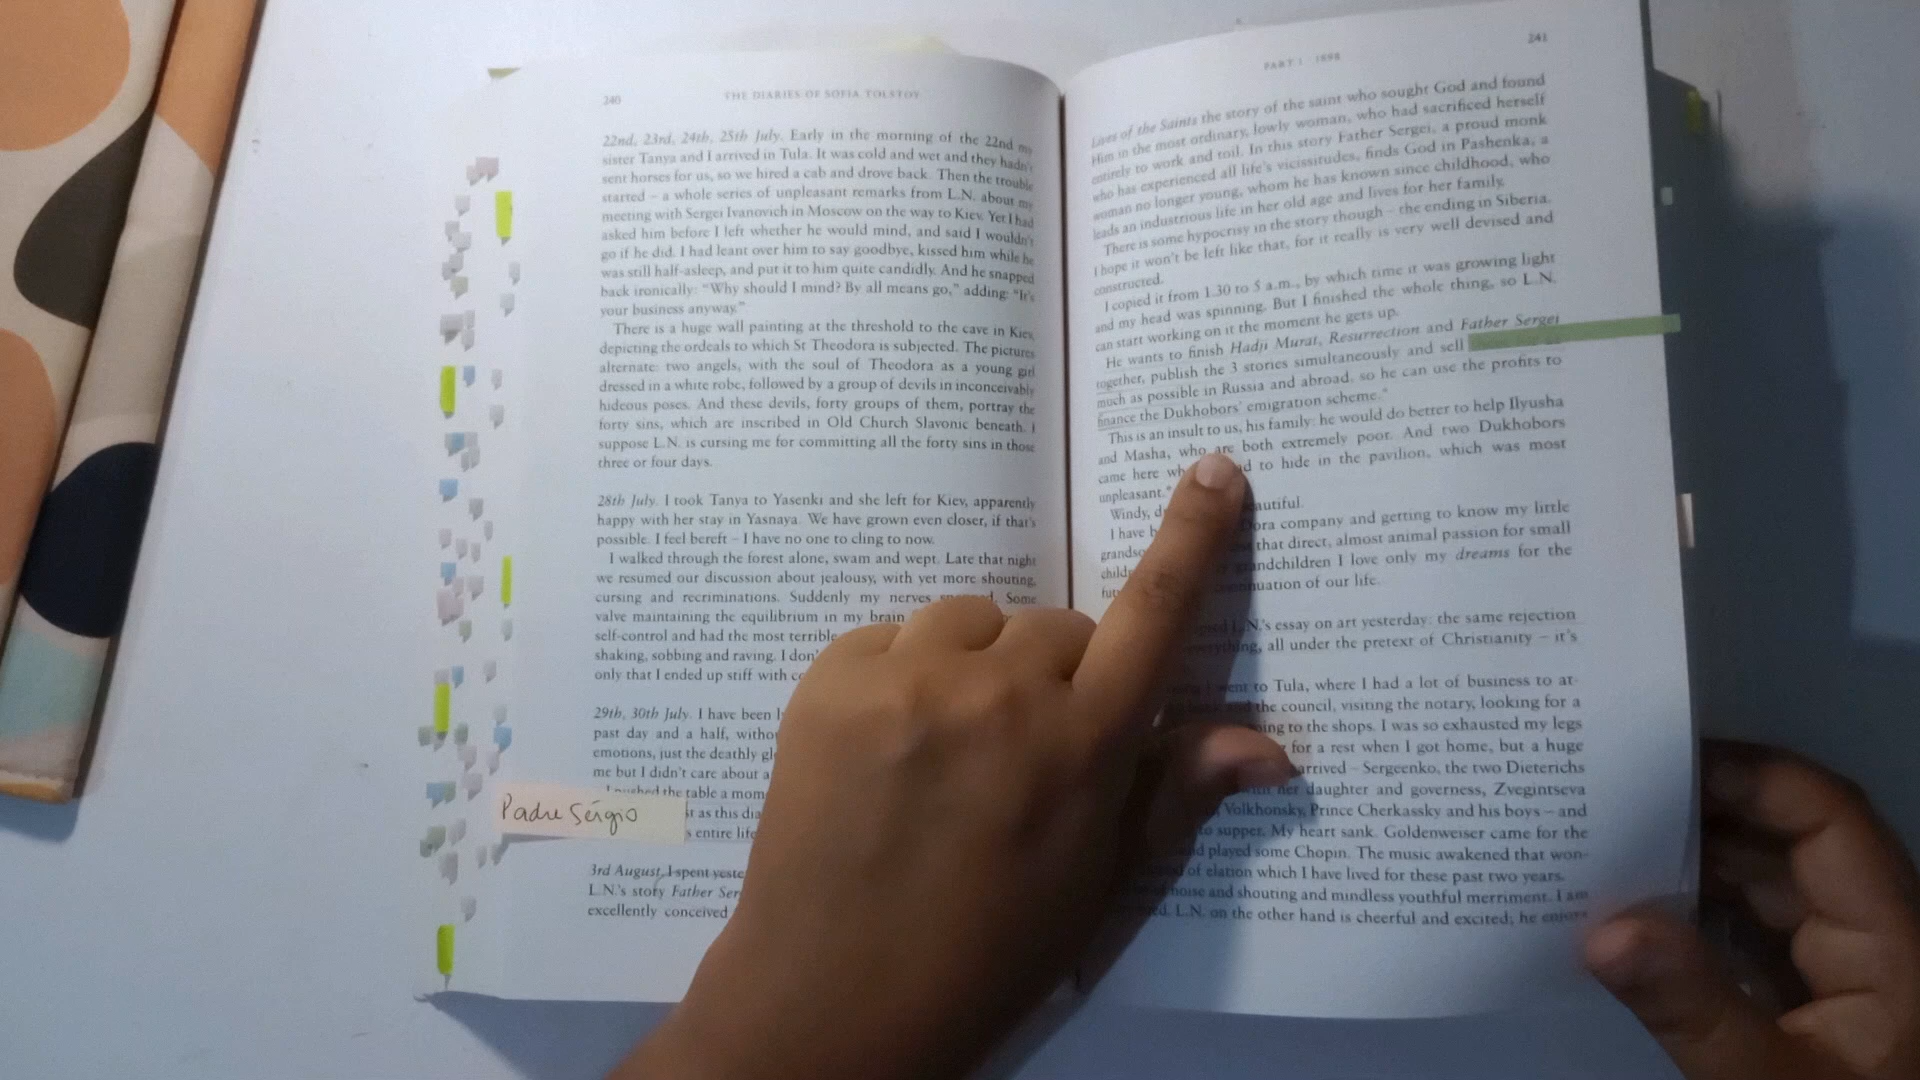 240
THE DIARIES OF SOFIA TOLSTOY
22nd, 23rd, 24th, 25th July. Early in the morning of the 22nd my
sister Tanya and I arrived in Tula. It was cold and wet and they hadn't
sent horses for us, so we hired a cab and drove back. Then the trouble
started – a whole series of unpleasant remarks from L.N. about my
meeting with Sergei Ivanovich in Moscow on the way to Kiev. Yet I had
asked him before I left whether he would mind, and said I wouldn't
go if he did. I had leant over him to say goodbye, kissed him while he
was still half-asleep, and put it to him quite candidly. And he snapped
back ironically: "Why should I mind? By all means go," adding: "It's
your business anyway."
There is a huge wall painting at the threshold to the cave in Kiev,
depicting the ordeals to which St Theodora is subjected. The pictures
alternate: two angels, with the soul of Theodora as a young girl
dressed in a white robe, followed by a group of devils in inconceivably
hideous poses. And these devils, forty groups of them, portray the
forty sins, which are inscribed in Old Church Slavonic beneath. I
suppose L.N. is cursing me for committing all the forty sins in those
three or four days.
28th July. I took Tanya to Yasenki and she left for Kiev, apparently
happy with her stay in Yasnaya. We have grown even closer, if that's
possible. I feel bereft – I have no one to cling to now.
I walked through the forest alone, swam and wept. Late that night
we resumed our discussion about jealousy, with yet more shouting,
cursing and recriminations. Suddenly my nerves Some
valve maintaining the equilibrium in my brain
self-control and had the most terrible
shaking, sobbing and raving. I don'
only that I ended up stiff with
29th, 30th July. I have been
past day and a half, witho
emotions, just the deathly
me but I didn't care about a
the table a mom
as this dia
s entire life
Padre Sérgio
3rd August. I spent yeste
L.N.'s story Father Ser
excellently conceived
PART I 1898
241
Lives of the Saints the story of the saint who sought God and found
Him in the most ordinary, lowly woman, who had sacrificed herself
entirely to work and toil. In this story Father Sergei, a proud monk
who has experienced all life's vicissitudes, finds God in Pashenka, a
woman no longer young, whom he has known since childhood, who
leads an industrious life in her old age and lives for her family.
There is some hypocrisy in the story though – the ending in Siberia.
I hope it won't be left like that, for it really is very well devised and
constructed.
I copied it from 1.30 to 5 a.m., by which time it was growing light
and my head was spinning. But I finished the whole thing, so L.N.
can start working on it the moment he gets up.
He wants to finish Hadji Murat, Resurrection and Father Sergei
together, publish the 3 stories simultaneously and sell
much as possible in Russia and abroad, so he can use the profits to
finance the Dukhobors' emigration scheme.*
This is an insult to us, his family: he would do better to help Ilyusha
and Masha, who are both extremely poor. And two Dukhobors
came here wh d to hide in the pavilion, which was most
unpleasant.*
Windy, d eautiful.
I have b Dora company and getting to know my little
grandso that direct, almost animal passion for small
child grandchildren I love only my dreams for the
fut nuation of our life.
L.N.'s essay on art yesterday: the same rejection
everything, all under the pretext of Christianity – it's
went to Tula, where I had a lot of business to at-
the council, visiting the notary, looking for a
ing to the shops. I was so exhausted my legs
for a rest when I got home, but a huge
arrived – Sergeenko, the two Dieterichs
her daughter and governess, Zvegintseva
Volkhonsky, Prince Cherkassky and his boys – and
to supper. My heart sank. Goldenweiser came for the
d played some Chopin. The music awakened that won-
of elation which I have lived for these past two years.
noise and shouting and mindless youthful merriment. I am
L.N. on the other hand is cheerful and excited; he enjoys